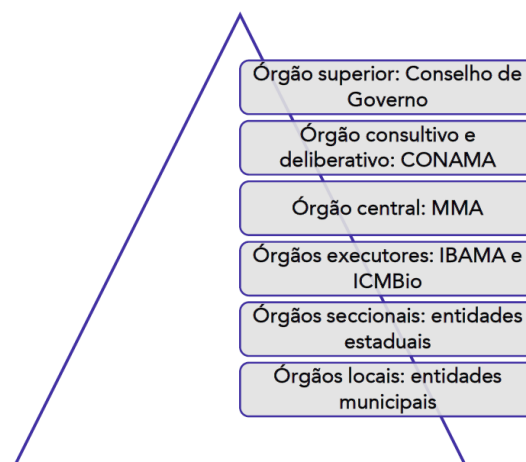 Órgão superior: Conselho de
Governo
Órgão consultivo e
deliberativo: CONAMA
Órgão central: MMA
Órgãos executores: IBAMA e
ICMBio
Órgãos seccionais: entidades
estaduais
Órgãos locais: entidades
municipais